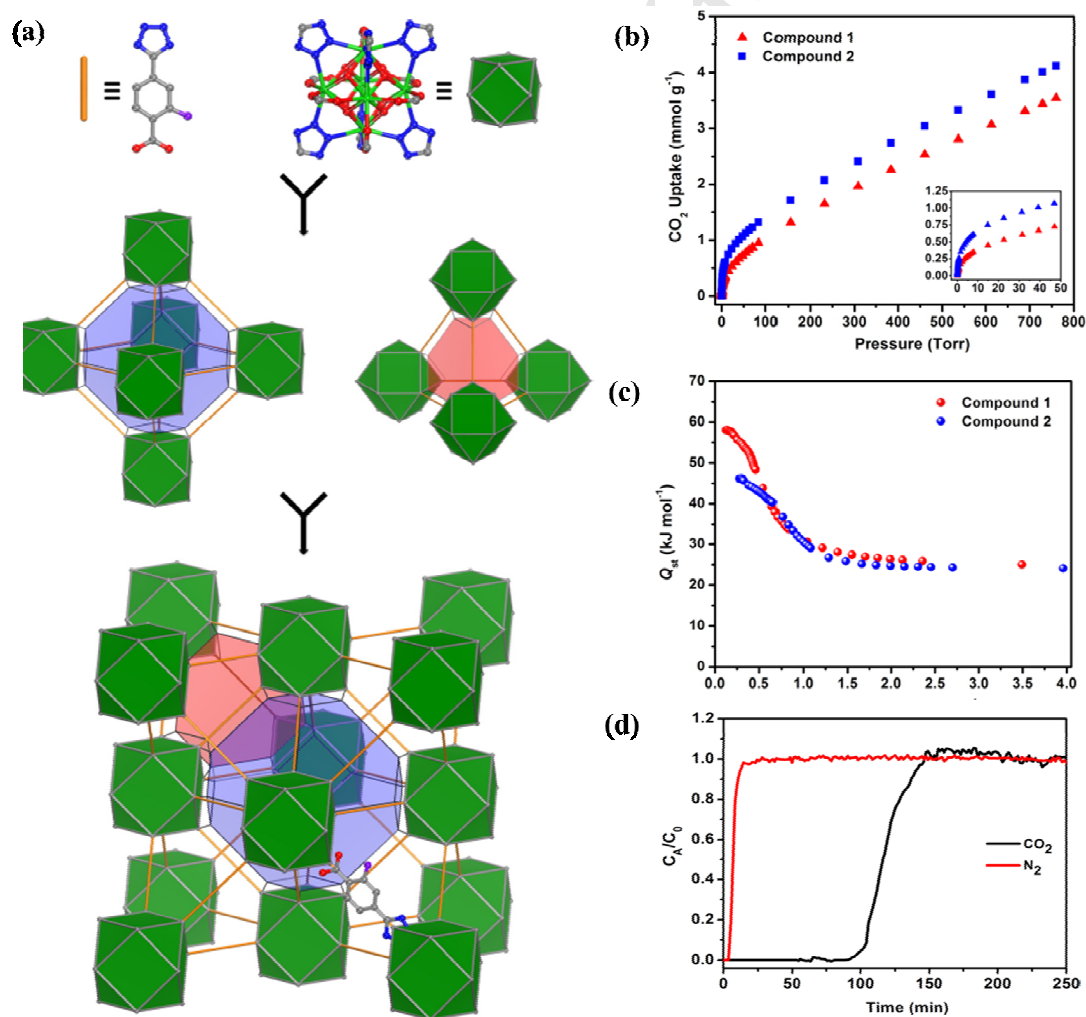 (a)
(b)
Compound 1
Compound 2
CO2 Uptake (mmol g-1)
5
4
3
2
1
0
0 100 200 300 400 500 600 700 800
Pressure (Torr)
1.25
1.00
0.75
0.50
0.25
0.00
0 10 20 30 40 50
(c)
Compound 1
Compound 2
Qst (kJ mol-1)
70
60
50
40
30
20
10
0
0.0 0.5 1.0 1.5 2.0 2.5 3.0 3.5 4.0
(d)
CA/C0
1.2
1.0
0.8
0.6
0.4
0.2
0.0
CO2
N2
0 50 100 150 200 250
Time (min)